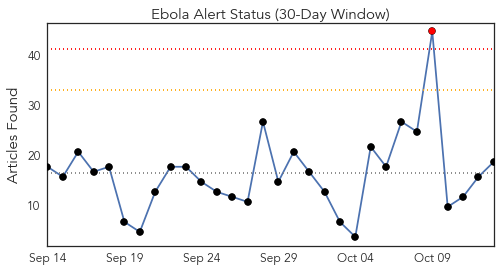 Ebola Alert Status (30-Day Window)
Articles Found
40
30
20
10
Sep 14 Sep 19 Sep 24 Sep 29 Oct 04 Oct 09